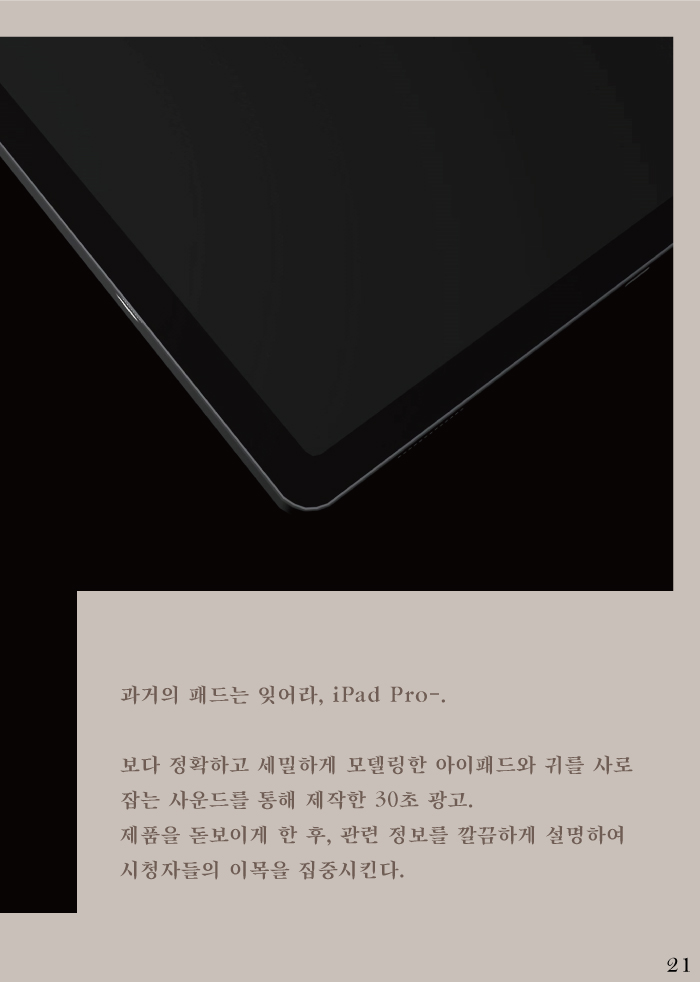 과거의 패드는 잊어라, iPad Pro-.
보다 정확하고 세밀하게 모델링한 아이패드와 귀를 사로
잡는 사운드를 통해 제작한 30초 광고.
제품을 돋보이게 한 후, 관련 정보를 깔끔하게 설명하여
시청자들의 이목을 집중시킨다.
21